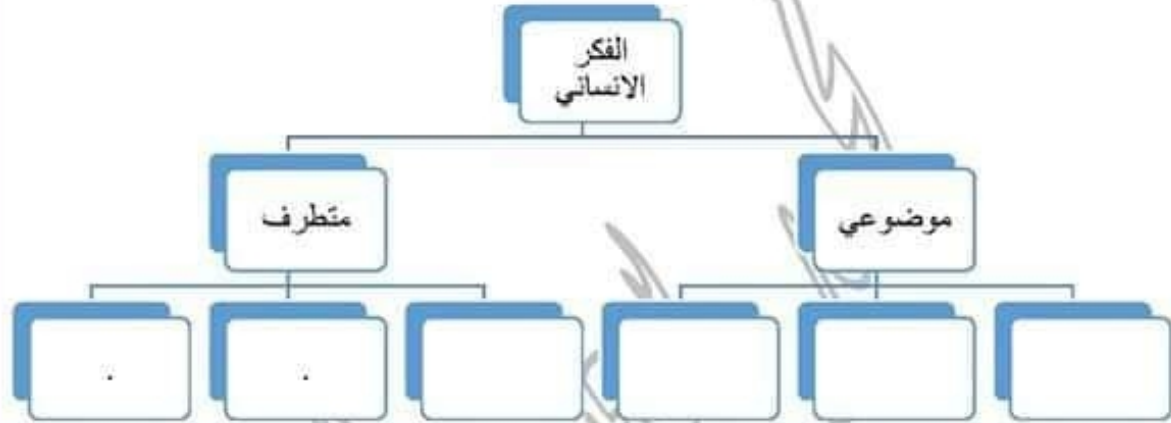 الفكر
الانساني
موضوعي
متطرف
.
.